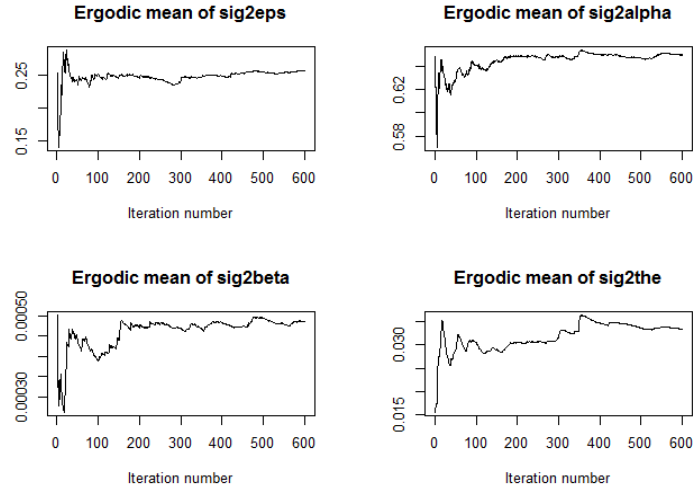 Ergodic mean of sig2eps
0.15 0.25
0 100 200 300 400 500 600
Iteration number
Ergodic mean of sig2alpha
0.58 0.62
0 100 200 300 400 500 600
Iteration number
Ergodic mean of sig2beta
0.00030 0.00050
0 100 200 300 400 500 600
Iteration number
Ergodic mean of sig2the
0.015 0.030
0 100 200 300 400 500 600
Iteration number